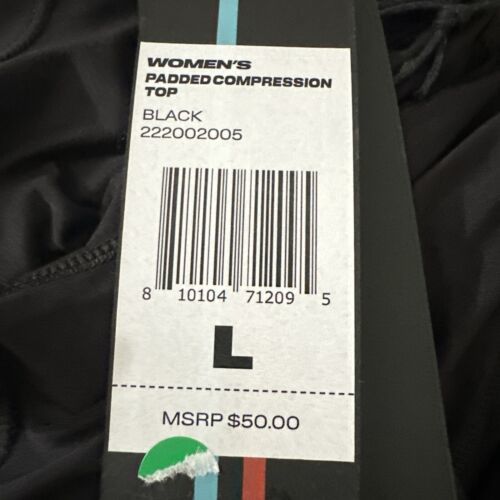 WOMEN'S
PADDED COMPRESSION
TOP
BLACK
222002005
8 10104 71209 5
L
MSRP $50.00